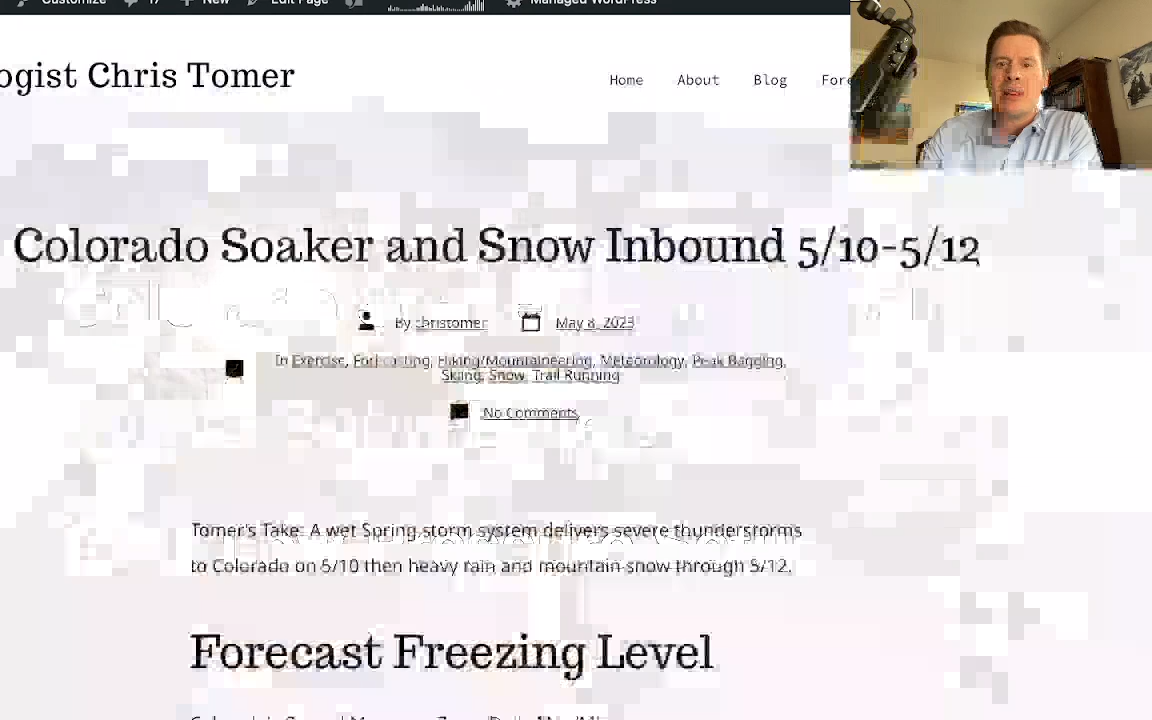 Customize 17 New Edit Page Managed WordPress
ogist Chris Tomer
Home About Blog Fore
Colorado Soaker and Snow Inbound 5/10-5/12
By christomer May 8, 2023
In Exercise, Forecasting, Hiking/Mountaineering, Meteorology, Peak Bagging,
Skiing, Snow, Trail Running
No Comments
Tomer's Take: A wet Spring storm system delivers severe thunderstorms
to Colorado on 5/10 then heavy rain and mountain snow through 5/12.
Forecast Freezing Level